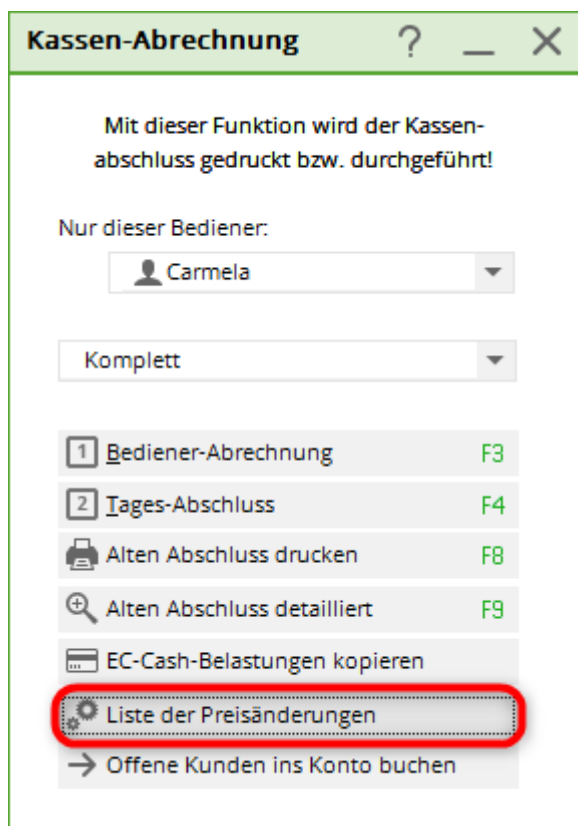 Kassen-Abrechnung ?
Mit dieser Funktion wird der Kassen-
abschluss gedruckt bzw. durchgeführt!
Nur dieser Bediener:
Carmela
Komplett
1 Bediener-Abrechnung F3
2 Tages-Abschluss F4
Alten Abschluss drucken F8
Alten Abschluss detailliert F9
EC-Cash-Belastungen kopieren
Liste der Preisänderungen
Offene Kunden ins Konto buchen